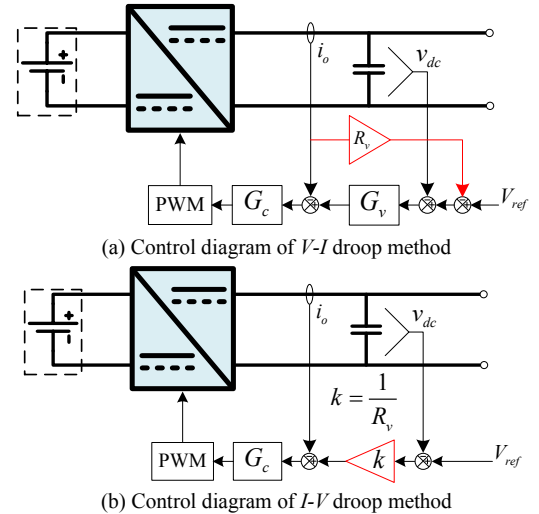 i_o
v_dc
R_v
PWM
G_c
G_v
V_ref
(a) Control diagram of V-I droop method
i_o
v_dc
k = 1/R_v
PWM
G_c
k
V_ref
(b) Control diagram of I-V droop method